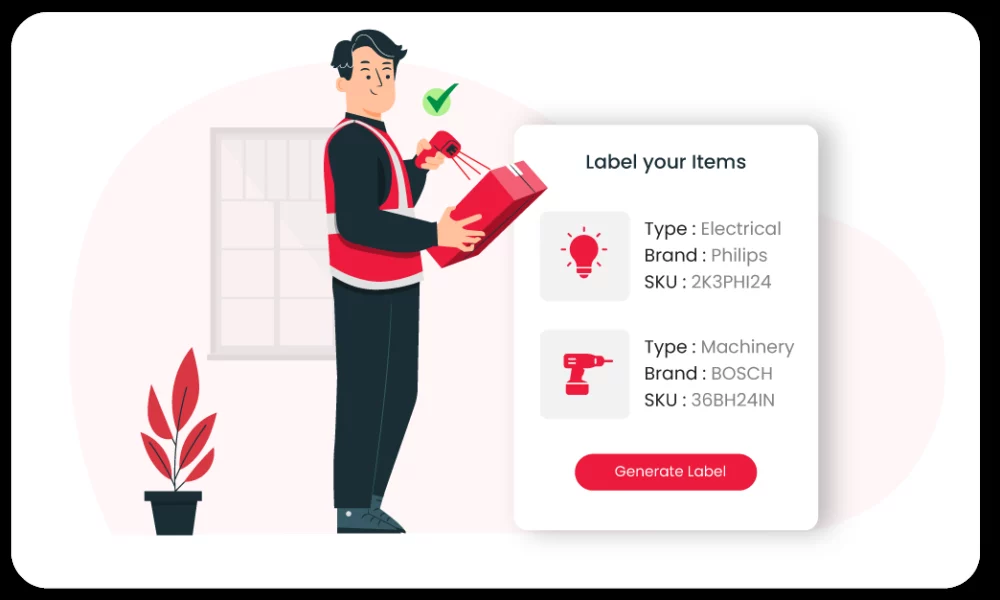 Label your Items
Type : Electrical
Brand : Philips
SKU : 2K3PHI24
Type : Machinery
Brand : BOSCH
SKU : 36BH24IN
Generate Label